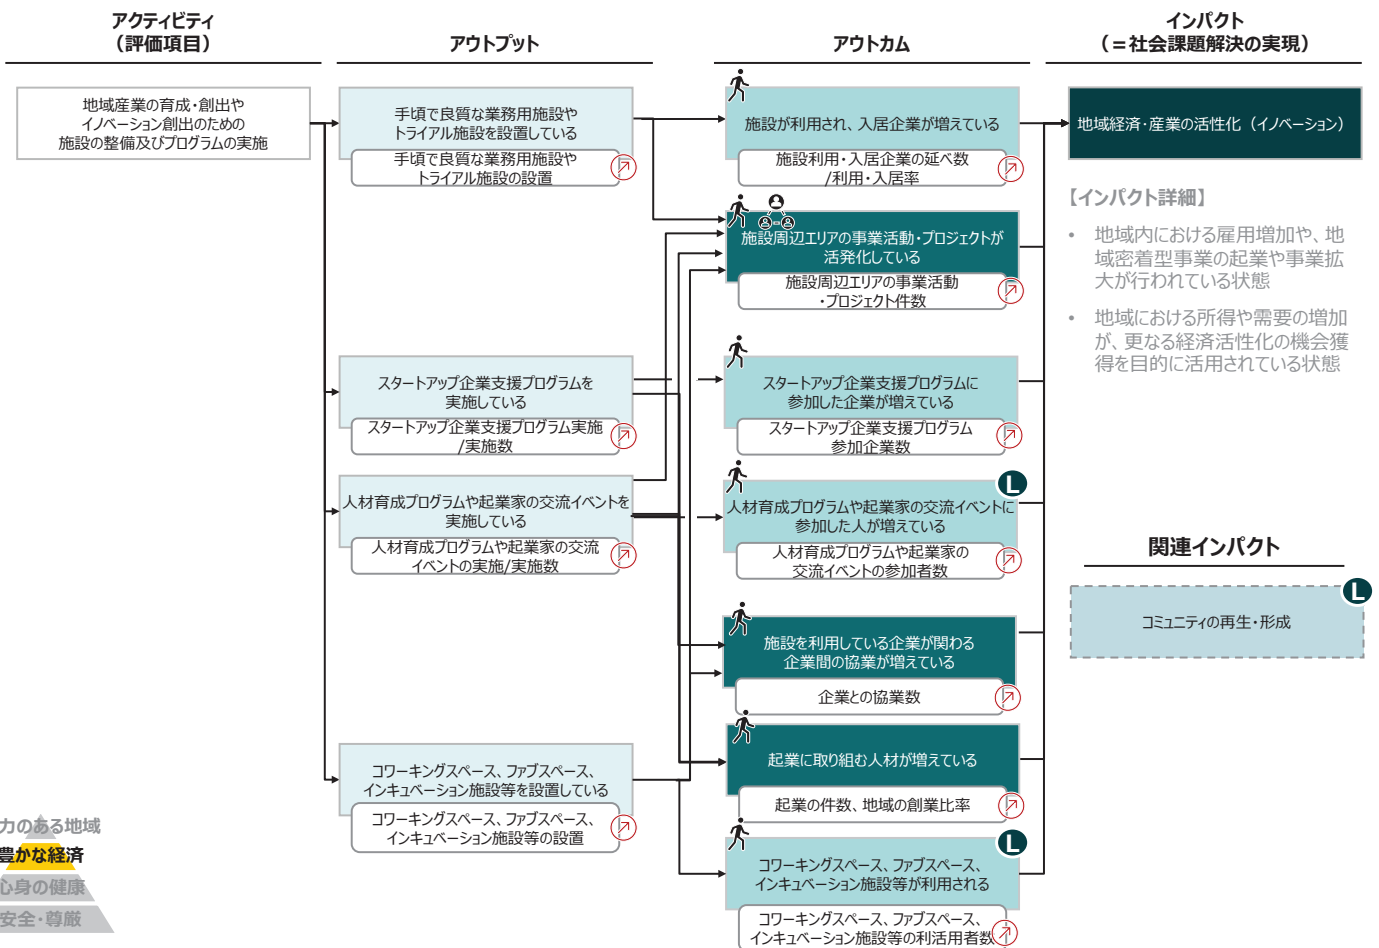 アクティビティ
（評価項目）
アウトプット
アウトカム
インパクト
（＝社会課題解決の実現）
地域産業の育成・創出や
イノベーション創出のための
施設の整備及びプログラムの実施
手頃で良質な業務用施設や
トライアル施設を設置している
手頃で良質な業務用施設や
トライアル施設の設置
スタートアップ企業支援プログラムを
実施している
スタートアップ企業支援プログラム実施
/実施数
人材育成プログラムや起業家の交流イベントを
実施している
人材育成プログラムや起業家の交流
イベントの実施/実施数
コワーキングスペース、ファブスペース、
インキュベーション施設等を設置している
コワーキングスペース、ファブスペース、
インキュベーション施設等の設置
施設が利用され、入居企業が増えている
施設利用・入居企業の延べ数
/利用・入居率
施設周辺エリアの事業活動・プロジェクトが
活発化している
施設周辺エリアの事業活動
・プロジェクト件数
スタートアップ企業支援プログラムに
参加した企業が増えている
スタートアップ企業支援プログラム
参加企業数
L
人材育成プログラムや起業家の交流イベントに
参加した人が増えている
人材育成プログラムや起業家の
交流イベントの参加者数
施設を利用している企業が関わる
企業間の協業が増えている
企業との協業数
起業に取り組む人材が増えている
起業の件数、地域の創業比率
L
コワーキングスペース、ファブスペース、
インキュベーション施設等が利用される
コワーキングスペース、ファブスペース、
インキュベーション施設等の利活用者数
地域経済・産業の活性化（イノベーション）
【インパクト詳細】
• 地域内における雇用増加や、地
域密着型事業の起業や事業拡
大が行われている状態
• 地域における所得や需要の増加
が、更なる経済活性化の機会獲
得を目的に活用されている状態
関連インパクト
L
コミュニティの再生・形成
力のある地域
豊かな経済
心身の健康
安全・尊厳